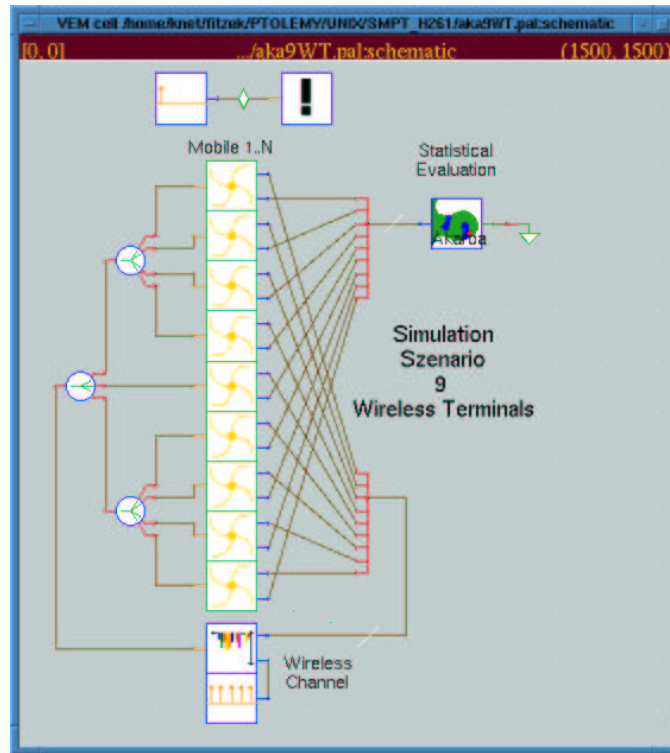 VEM cell /home/knet/fitzek/PTOLEMY/UNIX/SMPT_H261/aka9WT.pal:schematic
[0, 0] .../aka9WT.pal:schematic (1500, 1500)
!
Mobile 1..N
Statistical
Evaluation
Akaroa
Simulation
Szenario
9
Wireless Terminals
Wireless
Channel